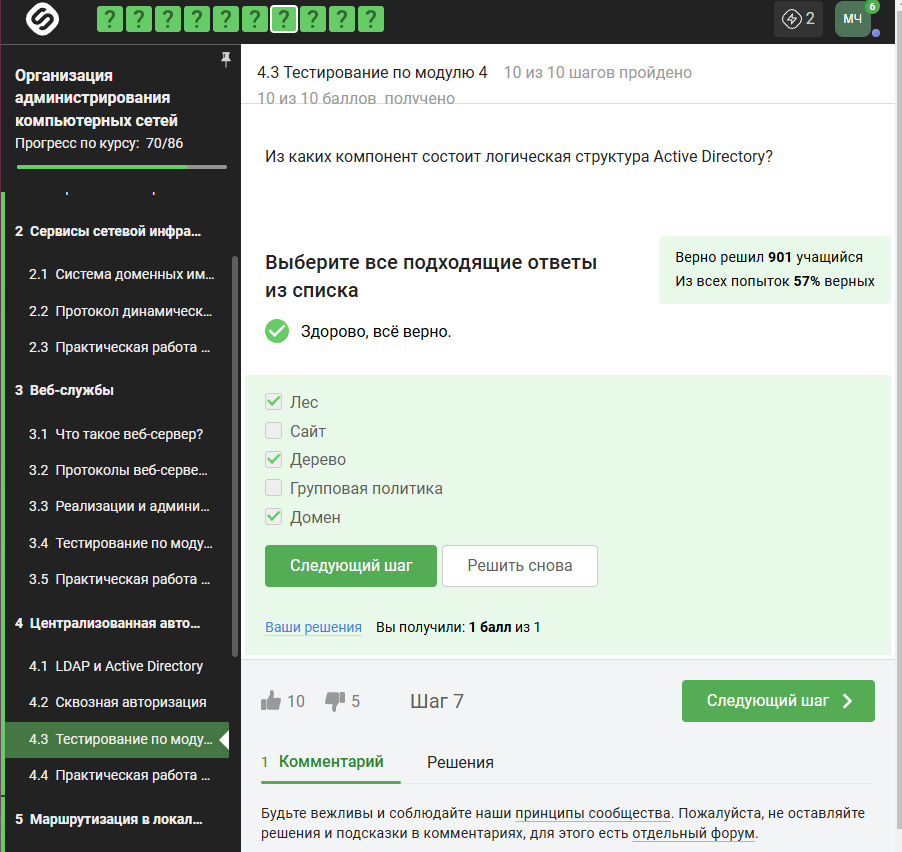 ? ? ? ? ? ? ? ? ? ?
2
МЧ
6
Организация
администрирования
компьютерных сетей
Прогресс по курсу: 70/86
2 Сервисы сетевой инфра...
2.1 Система доменных им...
2.2 Протокол динамическ...
2.3 Практическая работа ...
3 Веб-службы
3.1 Что такое веб-сервер?
3.2 Протоколы веб-серве...
3.3 Реализации и админи...
3.4 Тестирование по моду...
3.5 Практическая работа ...
4 Централизованная авто...
4.1 LDAP и Active Directory
4.2 Сквозная авторизация
4.3 Тестирование по моду...
4.4 Практическая работа ...
5 Маршрутизация в локал...
4.3 Тестирование по модулю 4 10 из 10 шагов пройдено
10 из 10 баллов получено
Из каких компонент состоит логическая структура Active Directory?
Выберите все подходящие ответы
из списка
Верно решил 901 учащийся
Из всех попыток 57% верных
Здорово, всё верно.
Лес
Сайт
Дерево
Групповая политика
Домен
Следующий шаг
Решить снова
Ваши решения Вы получили: 1 балл из 1
10 5 Шаг 7
Следующий шаг
1 Комментарий Решения
Будьте вежливы и соблюдайте наши принципы сообщества. Пожалуйста, не оставляйте
решения и подсказки в комментариях, для этого есть отдельный форум.